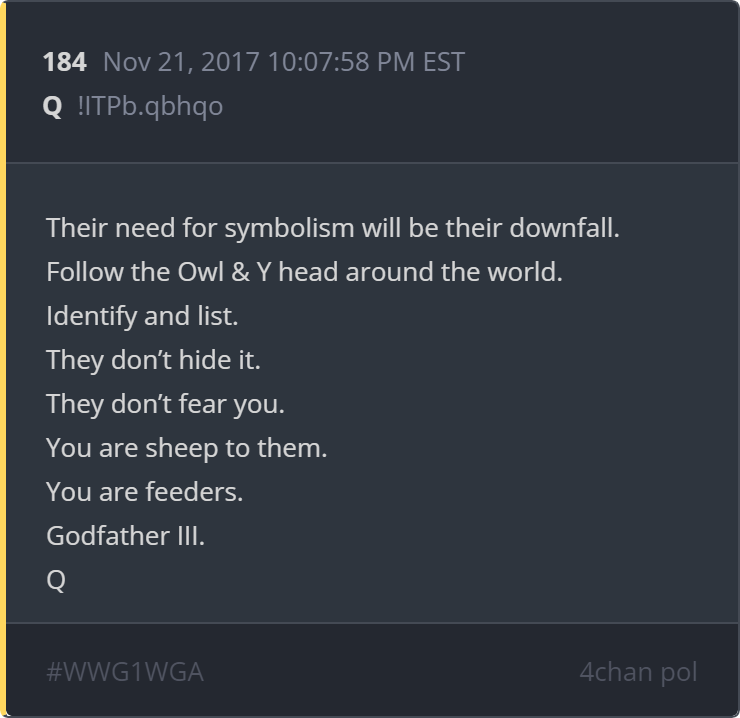 184 Nov 21, 2017 10:07:58 PM EST
Q !ITPb.qbhqo
Their need for symbolism will be their downfall.
Follow the Owl & Y head around the world.
Identify and list.
They don’t hide it.
They don’t fear you.
You are sheep to them.
You are feeders.
Godfather III.
Q
#WWG1WGA 4chan pol